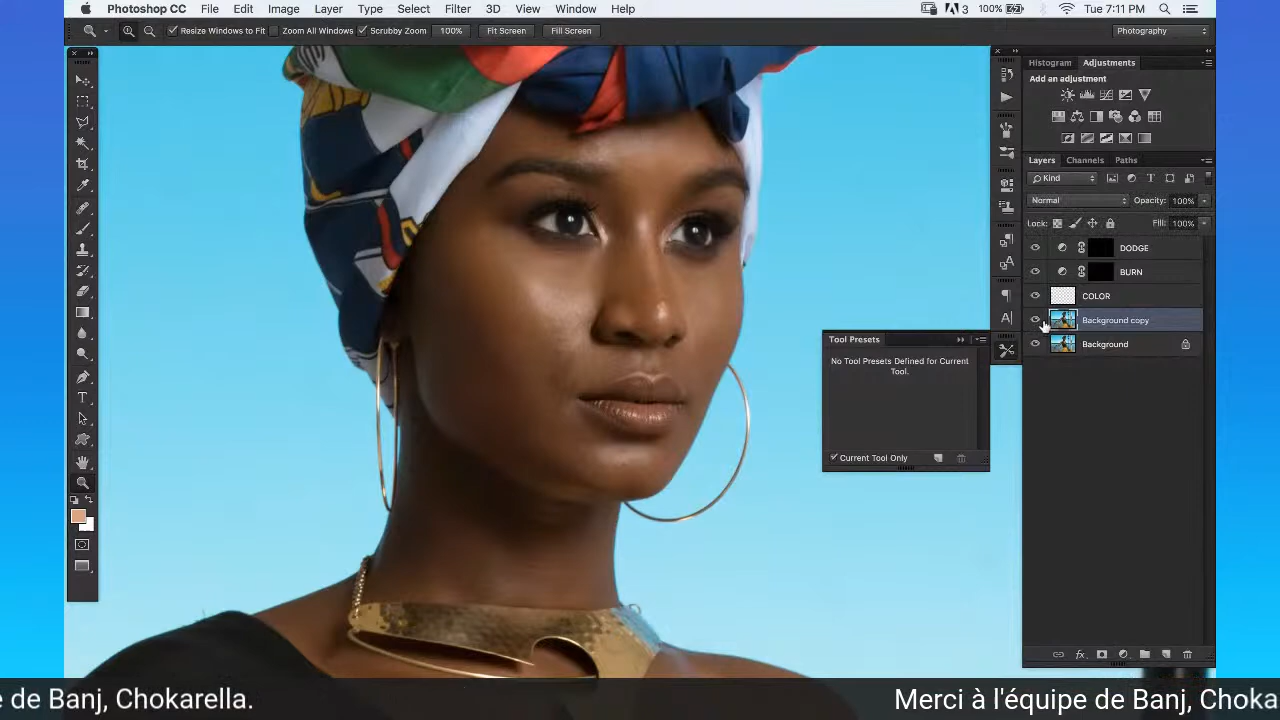 Photoshop CC File Edit Image Layer Type Select Filter 3D View Window Help 3 100% Tue 7:11 PM
Resize Windows to Fit Zoom All Windows Scrubby Zoom 100% Fit Screen Fill Screen Photography
Histogram Adjustments
Add an adjustment
Layers Channels Paths
Kind
Normal Opacity: 100%
Lock: Fill: 100%
DODGE
BURN
COLOR
Background copy
Background
Tool Presets
No Tool Presets Defined for Current
Tool.
Current Tool Only
e de Banj, Chokarella. Merci à l'équipe de Banj, Choka